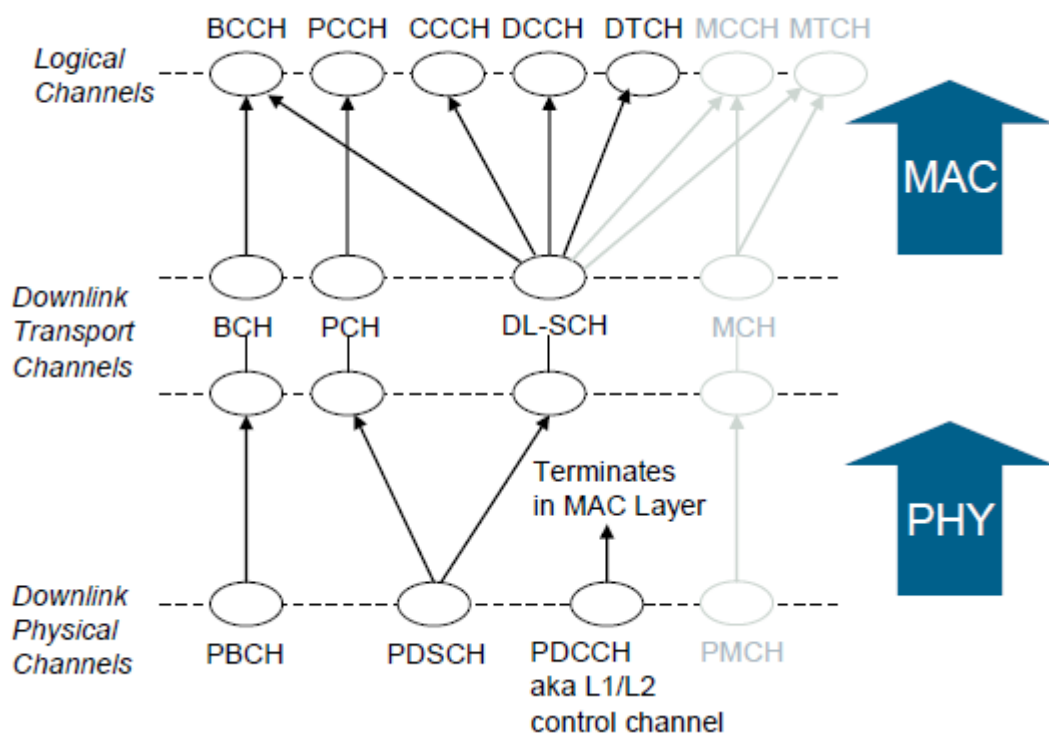 BCCH PCCH CCCH DCCH DTCH MCCH MTCH
Logical
Channels
MAC
Downlink
Transport
Channels
BCH PCH DL-SCH MCH
Terminates
in MAC Layer
PHY
Downlink
Physical
Channels
PBCH PDSCH PDCCH PMCH
aka L1/L2
control channel